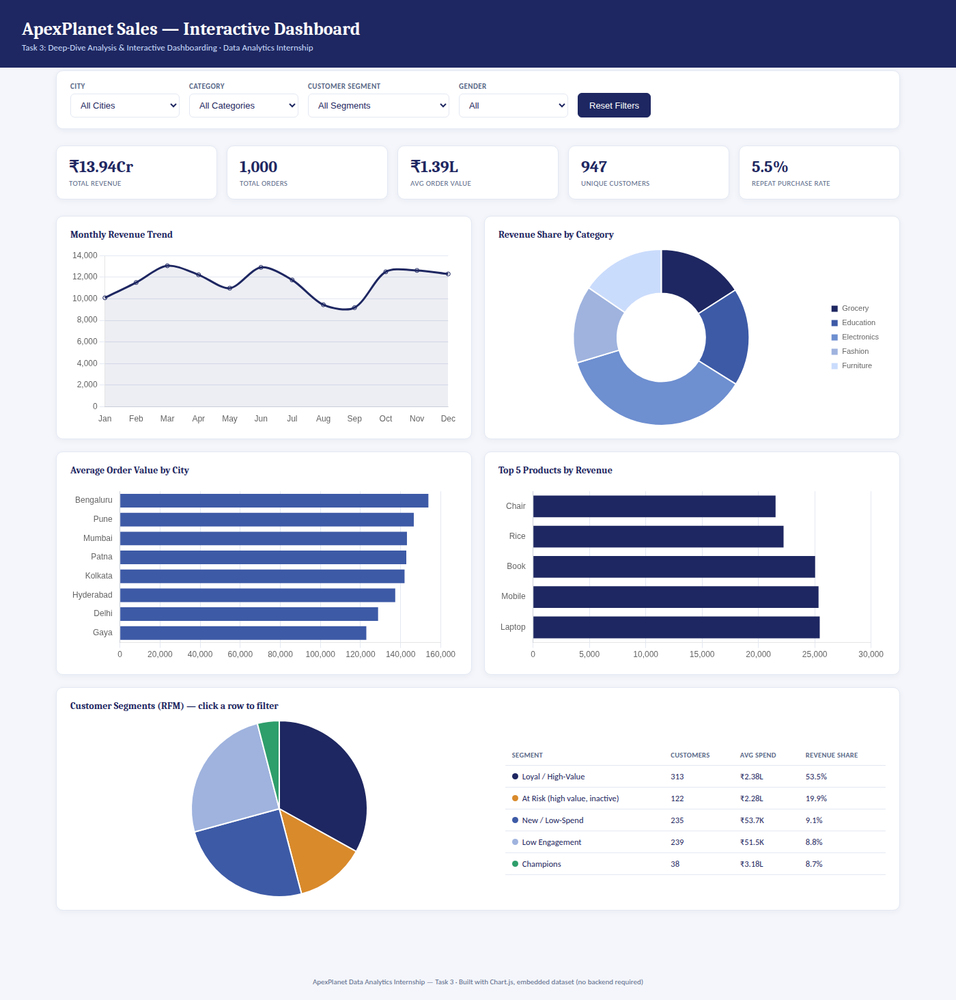 ApexPlanet Sales — Interactive Dashboard
Task 3: Deep-Dive Analysis & Interactive Dashboarding · Data Analytics Internship
CITY CATEGORY CUSTOMER SEGMENT GENDER
All Cities All Categories All Segments All Reset Filters
₹13.94Cr
TOTAL REVENUE
1,000
TOTAL ORDERS
₹1.39L
AVG ORDER VALUE
947
UNIQUE CUSTOMERS
5.5%
REPEAT PURCHASE RATE
Monthly Revenue Trend
14,000
12,000
10,000
8,000
6,000
4,000
2,000
0
Jan Feb Mar Apr May Jun Jul Aug Sep Oct Nov Dec
Revenue Share by Category
Grocery
Education
Electronics
Fashion
Furniture
Average Order Value by City
Bengaluru
Pune
Mumbai
Patna
Kolkata
Hyderabad
Delhi
Gaya
0 20,000 40,000 60,000 80,000 100,000 120,000 140,000 160,000
Top 5 Products by Revenue
Chair
Rice
Book
Mobile
Laptop
0 5,000 10,000 15,000 20,000 25,000 30,000
Customer Segments (RFM) — click a row to filter
SEGMENT CUSTOMERS AVG SPEND REVENUE SHARE
Loyal / High-Value 313 ₹2.38L 53.5%
At Risk (high value, inactive) 122 ₹2.28L 19.9%
New / Low-Spend 235 ₹53.7K 9.1%
Low Engagement 239 ₹51.5K 8.8%
Champions 38 ₹3.18L 8.7%
ApexPlanet Data Analytics Internship — Task 3 · Built with Chart.js, embedded dataset (no backend required)